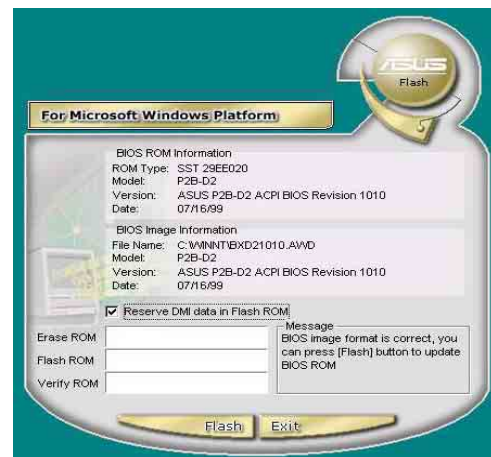 ASUS
Flash
For Microsoft Windows Platform
BIOS ROM Information
ROM Type: SST 29EE020
Model: P2B-D2
Version: ASUS P2B-D2 ACPI BIOS Revision 1010
Date: 07/16/99
BIOS Image Information
File Name: C:\WINNT\BXD21010.AWD
Model: P2B-D2
Version: ASUS P2B-D2 ACPI BIOS Revision 1010
Date: 07/16/99
Reserve DMI data in Flash ROM
Erase ROM
Flash ROM
Verify ROM
Message
BIOS image format is correct, you
can press [Flash] button to update
BIOS ROM
Flash Exit